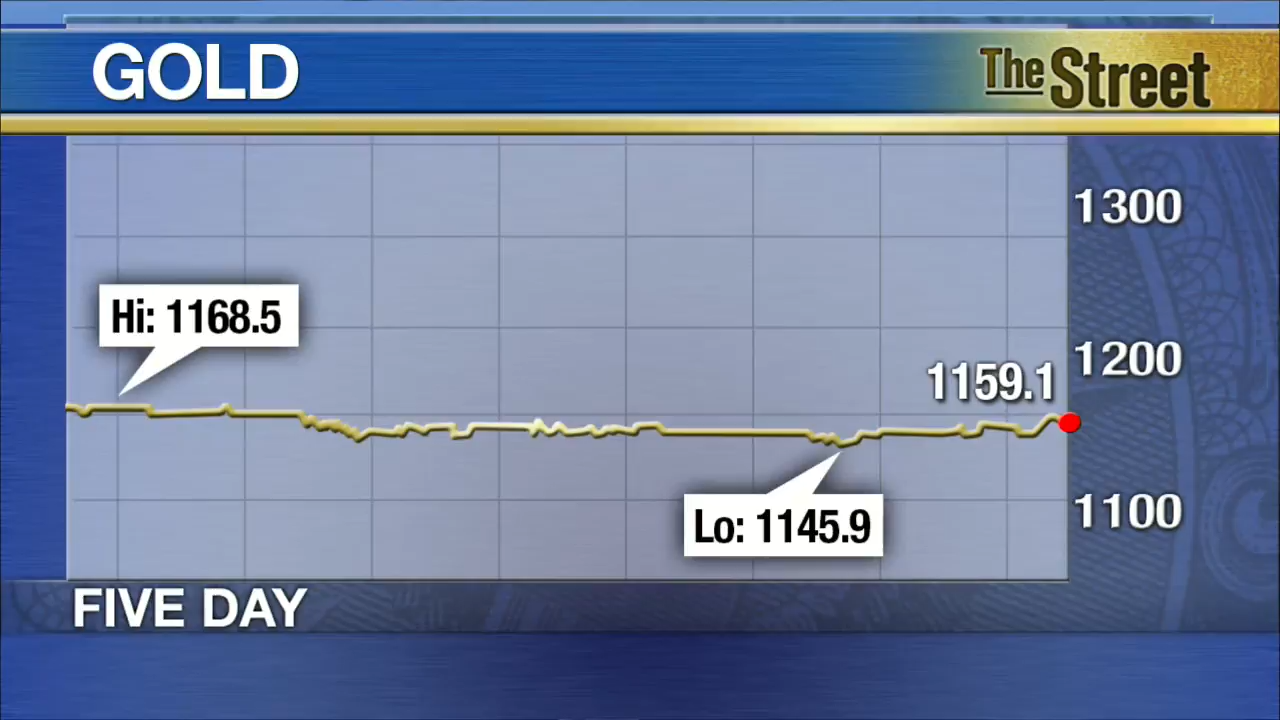 GOLD
The Street
1300
Hi: 1168.5
1200
1159.1
1100
Lo: 1145.9
FIVE DAY